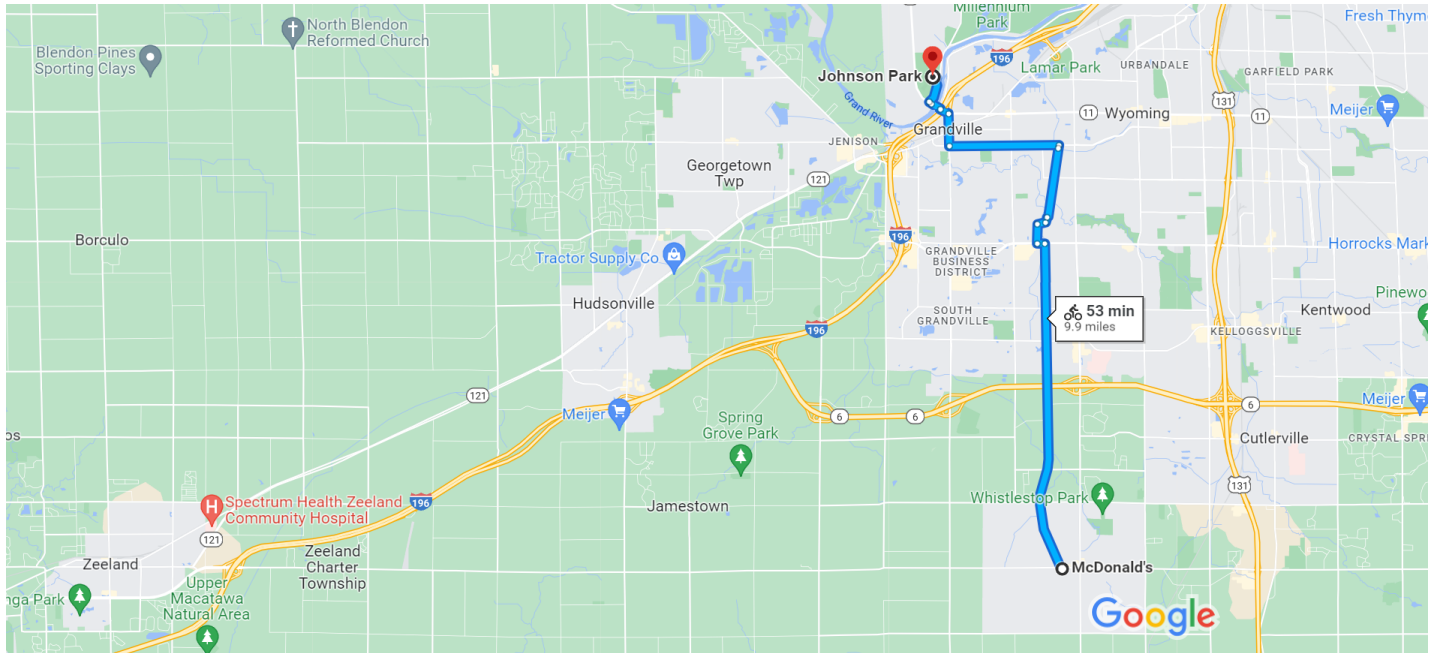 Millennium
Park
Fresh Thym
North Blendon
Reformed Church
Blendon Pines
Sporting Clays
196
Lamar Park
URBANDALE
GARFIELD PARK
Johnson Park
131
Grand River
11
Wyoming
11
Meijer
Grandville
JENISON
Georgetown
Twp
121
Borculo
196
GRANDVILLE
BUSINESS
DISTRICT
Horrocks Mark
Tractor Supply Co
Hudsonville
53 min
9.9 miles
SOUTH
GRANDVILLE
Pinewo
Kentwood
KELLOGGSVILLE
196
121
Meijer
6
6
6
Meijer
Spring
Grove Park
os
Cutlerville
CRYSTAL SPRI
131
Whistlestop Park
Spectrum Health Zeeland
Community Hospital
196
Jamestown
121
Zeeland
Zeeland
Charter
Township
McDonald's
nga Park
Upper
Macatawa
Natural Area
Google